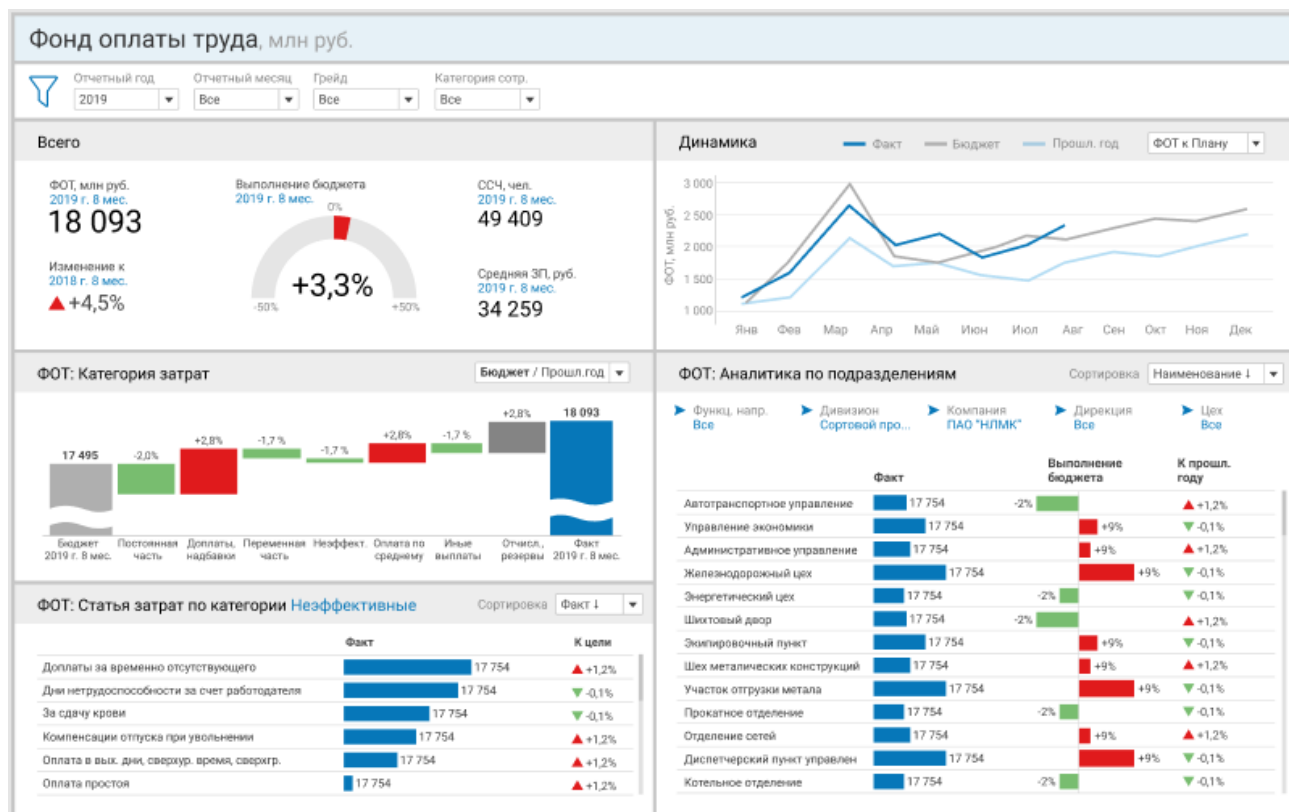 Фонд оплаты труда, млн руб.
Отчетный год
2019
Отчетный месяц
Все
Грейд
Все
Категория сотр.
Все
Всего
ФОТ, млн руб.
2019 г. 8 мес.
18 093
Изменение к
2018 г. 8 мес.
+4,5%
Выполнение бюджета
2019 г. 8 мес.
0%
+3,3%
-50%
+50%
ССЧ, чел.
2019 г. 8 мес.
49 409
Средняя ЗП, руб.
2019 г. 8 мес.
34 259
Динамика
Факт
Бюджет
Прошл. год
ФОТ к Плану
ФОТ, млн руб.
3 000
2 500
2 000
1 500
1 000
Янв Фев Мар Апр Май Июн Июл Авг Сен Окт Ноя Дек
ФОТ: Категория затрат
Бюджет / Прошл.год
17 495
-2,0%
+2,8%
-1,7 %
-1,7 %
+2,8%
-1,7 %
+2,8%
18 093
Бюджет
2019 г. 8 мес.
Постоянная
часть
Доплаты,
надбавки
Переменная
часть
Неэффект.
Оплата по
среднему
Иные
выплаты
Отчисл.,
резервы
Факт
2019 г. 8 мес.
ФОТ: Статья затрат по категории Неэффективные
Сортировка
Факт ↓
Факт К цели
Доплаты за временно отсутствующего 17 754 +1,2%
Дни нетрудоспособности за счет работодателя 17 754 -0,1%
За сдачу крови 17 754 -0,1%
Компенсации отпуска при увольнении 17 754 +1,2%
Оплата в вых. дни, сверхур. время, сверхгр. 17 754 +1,2%
Оплата простоя 17 754 +1,2%
ФОТ: Аналитика по подразделениям
Сортировка
Наименование ↓
Функц. напр.
Все
Дивизион
Сортовой про...
Компания
ПАО "НЛМК"
Дирекция
Все
Цех
Все
Факт
Выполнение
бюджета
К прошл.
году
Автотранспортное управление 17 754 -2% +1,2%
Управление экономики 17 754 +9% -0,1%
Административное управление 17 754 +9% +1,2%
Железнодорожный цех 17 754 +9% -0,1%
Энергетический цех 17 754 -2% -0,1%
Шихтовый двор 17 754 -2% +1,2%
Экипировочный пункт 17 754 +9% -0,1%
Шех металических конструкций 17 754 +9% +1,2%
Участок отгрузки метала 17 754 +9% -0,1%
Прокатное отделение 17 754 -2% -0,1%
Отделение сетей 17 754 +9% +1,2%
Диспетчерский пункт управлен 17 754 +9% -0,1%
Котельное отделение 17 754 -2% -0,1%